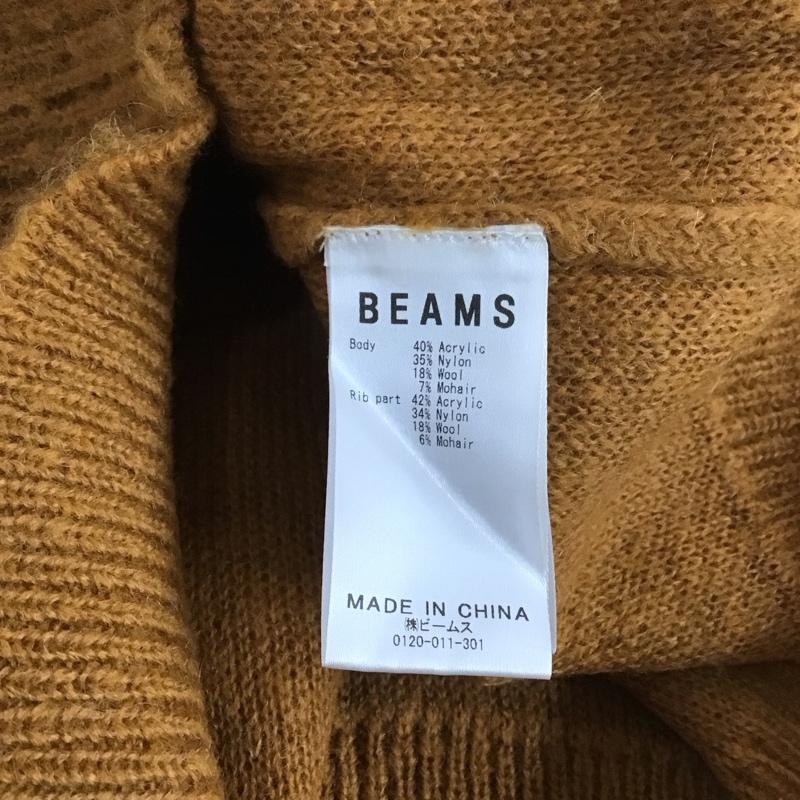 BEAMS
Body 40% Acrylic
35% Nylon
18% Wool
7% Mohair
Rib part 42% Acrylic
34% Nylon
18% Wool
6% Mohair
MADE IN CHINA
㈱ビームス
0120-011-301